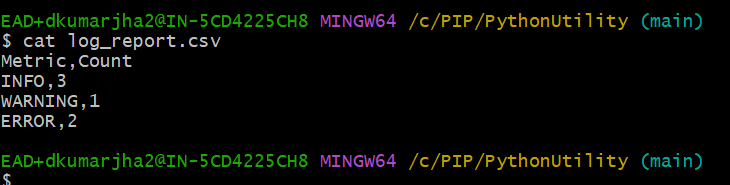 EAD+dkumarjha2@IN-5CD4225CH8 MINGW64 /c/PIP/PythonUtility (main)
$ cat log_report.csv
Metric,Count
INFO,3
WARNING,1
ERROR,2
EAD+dkumarjha2@IN-5CD4225CH8 MINGW64 /c/PIP/PythonUtility (main)
$